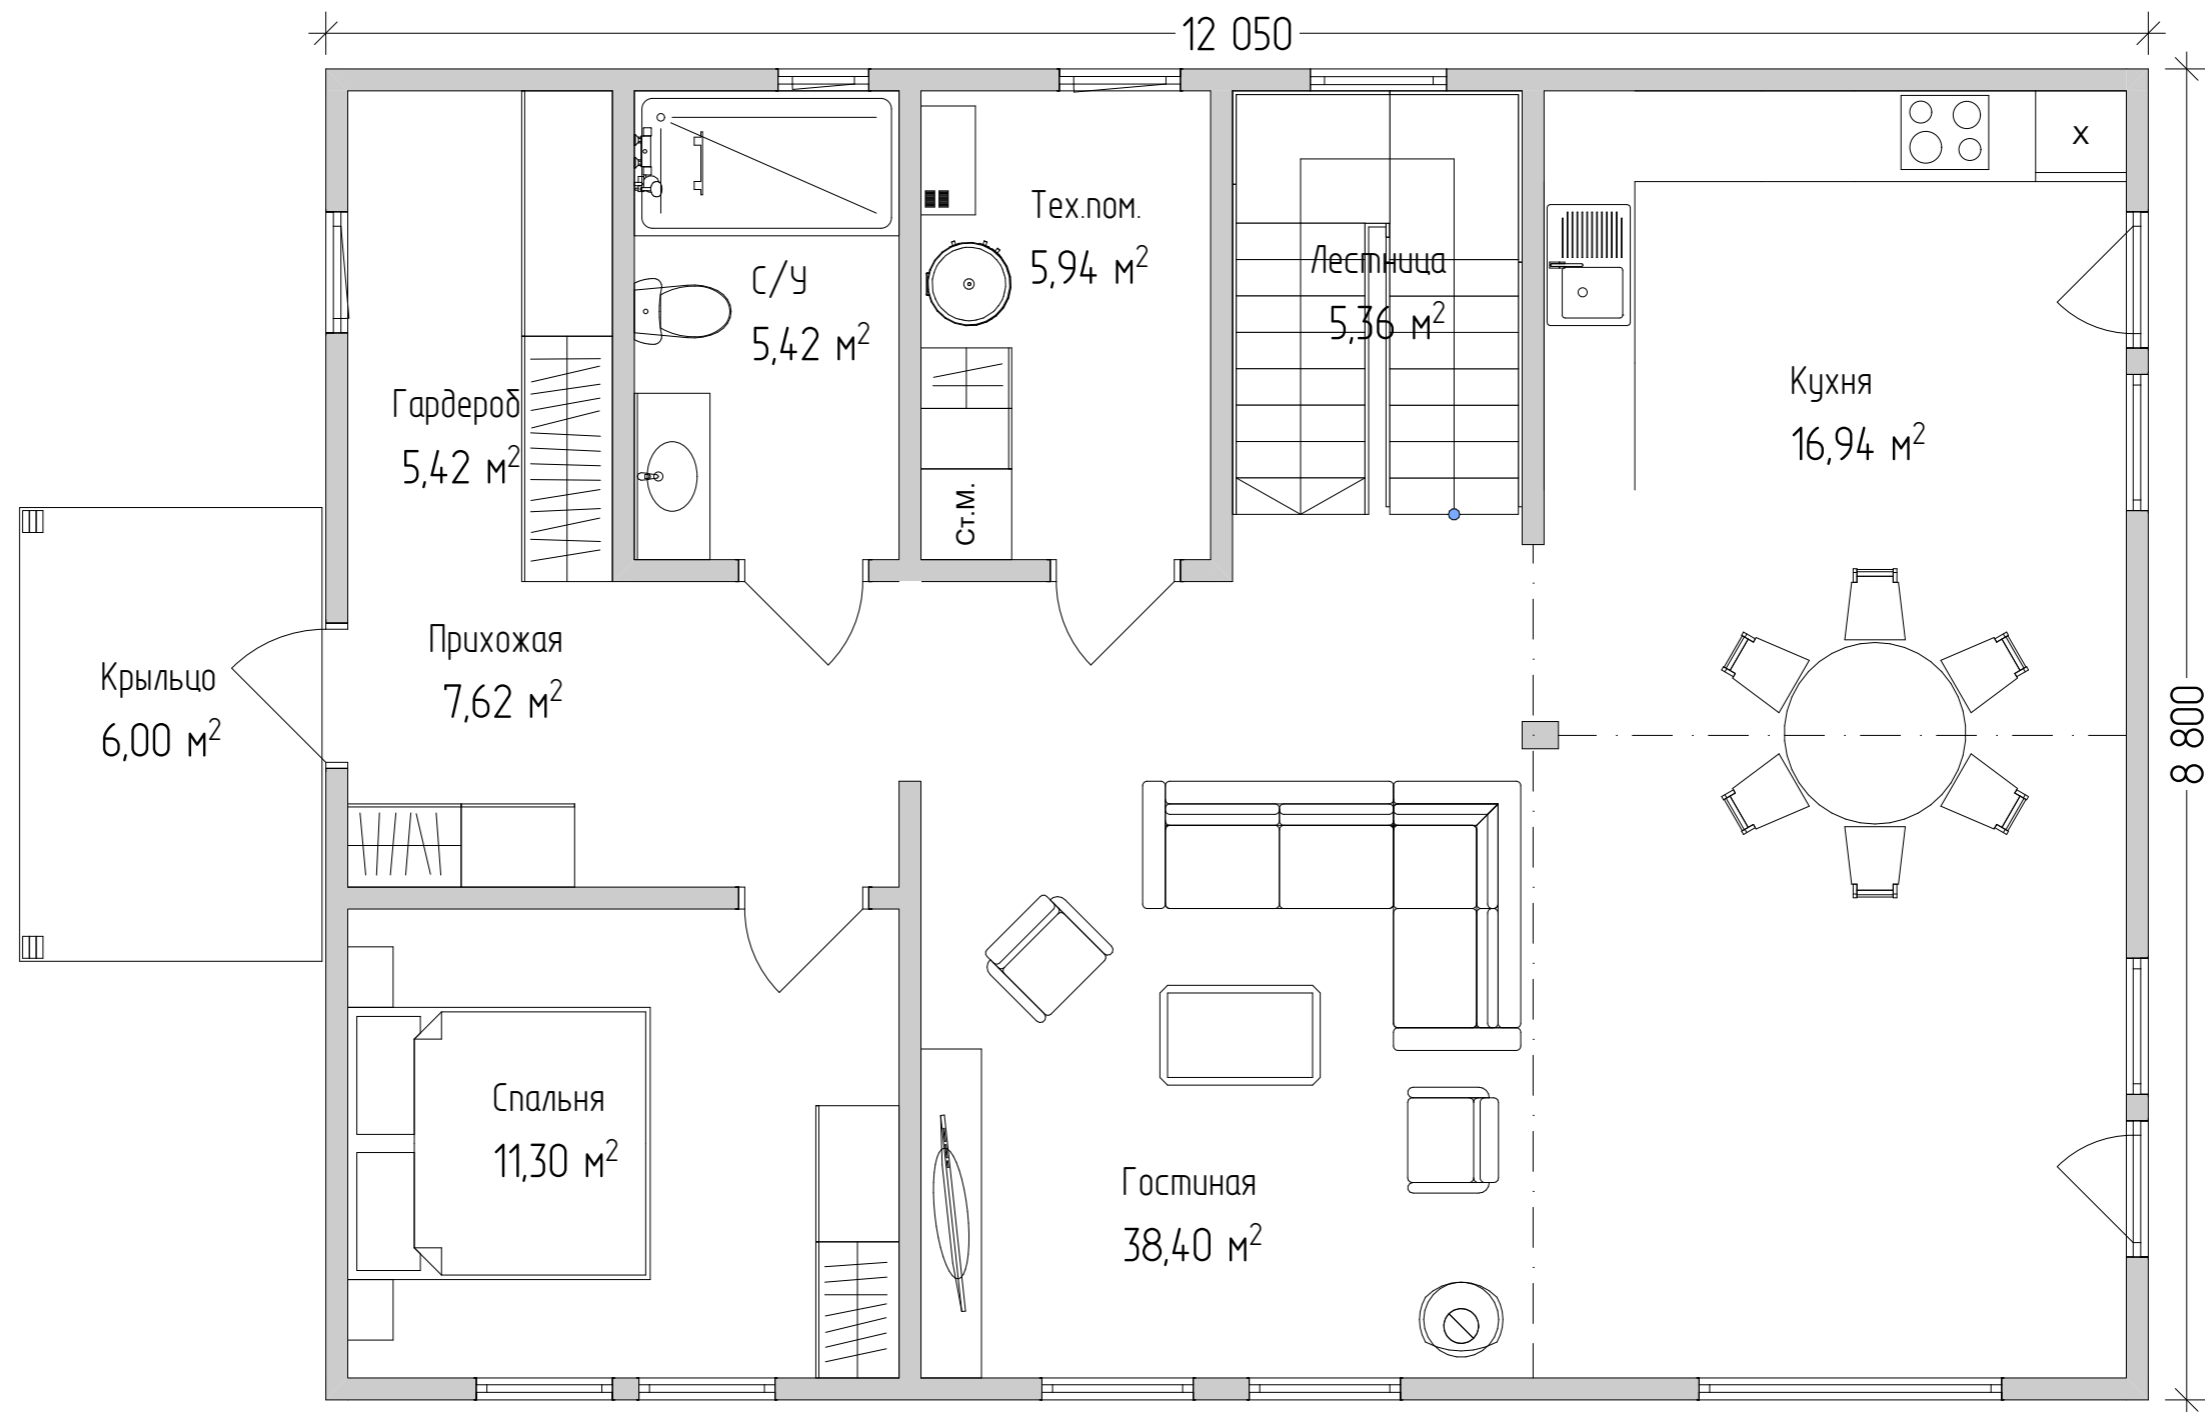 12 050
Тех.пом.
5,94 м²
С/У
5,42 м²
Лестница
5,36 м²
х
Кухня
16,94 м²
Гардероб
5,42 м²
Ст.М.
Прихожая
7,62 м²
Крыльцо
6,00 м²
8 800
Спальня
11,30 м²
Гостиная
38,40 м²